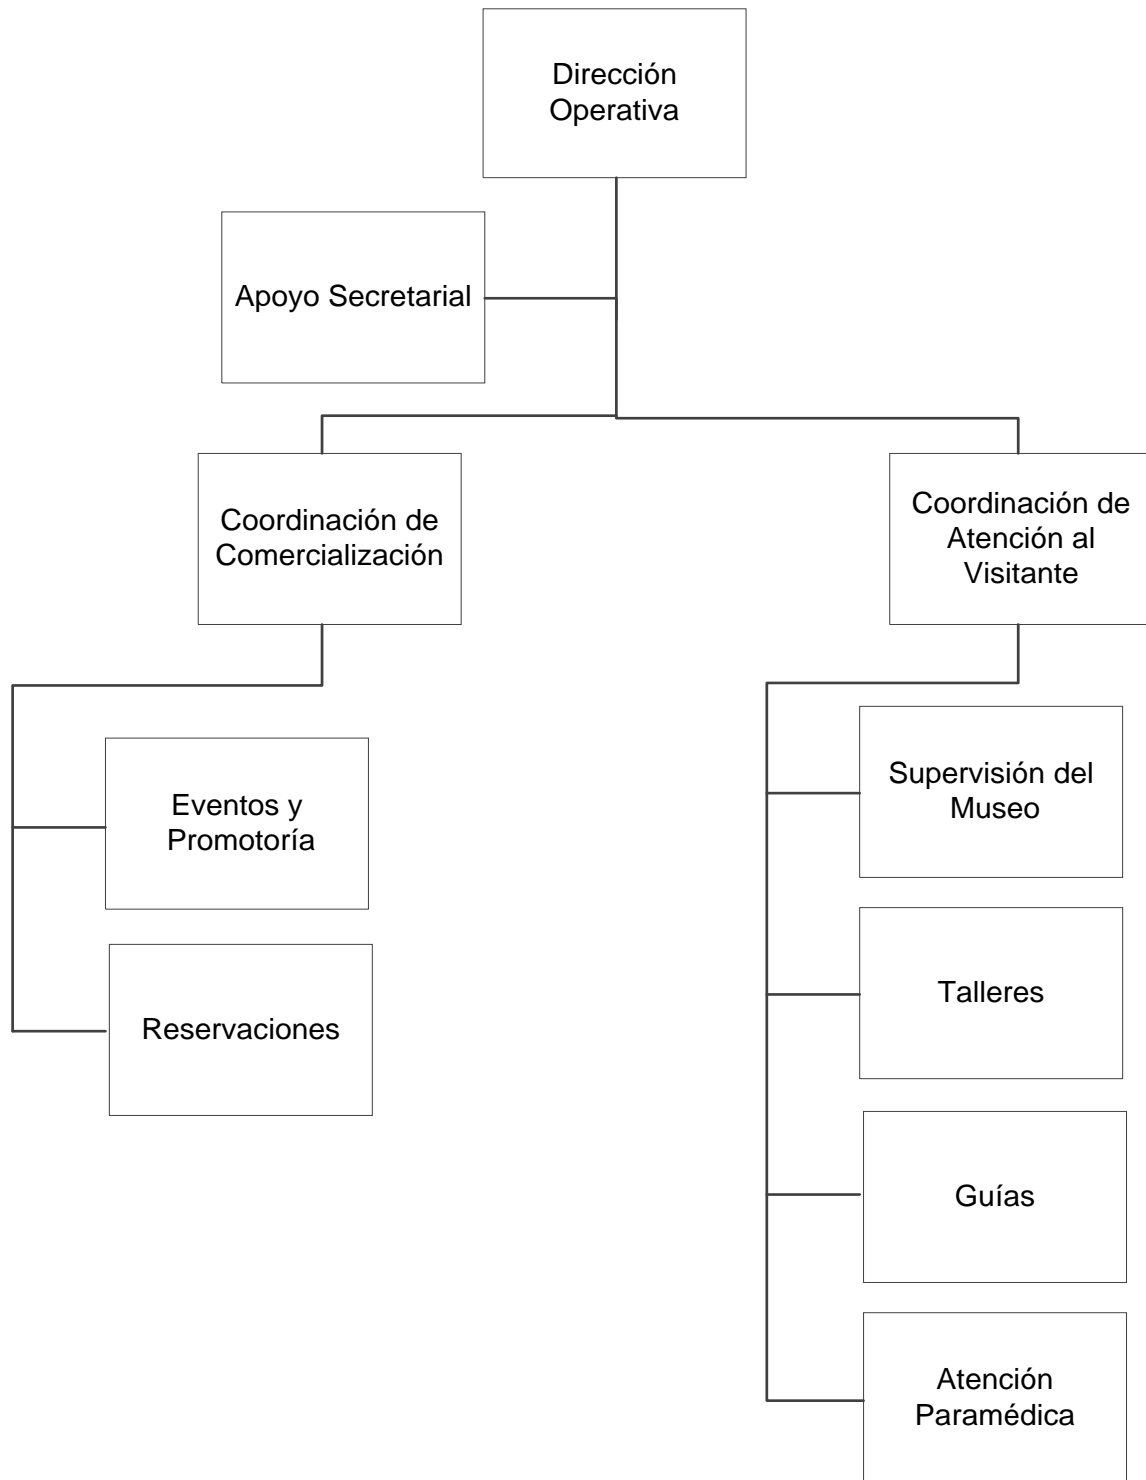 Dirección
Operativa
Apoyo Secretarial
Coordinación de
Comercialización
Coordinación de
Atención al
Visitante
Eventos y
Promotoría
Reservaciones
Supervisión del
Museo
Talleres
Guías
Atención
Paramédica